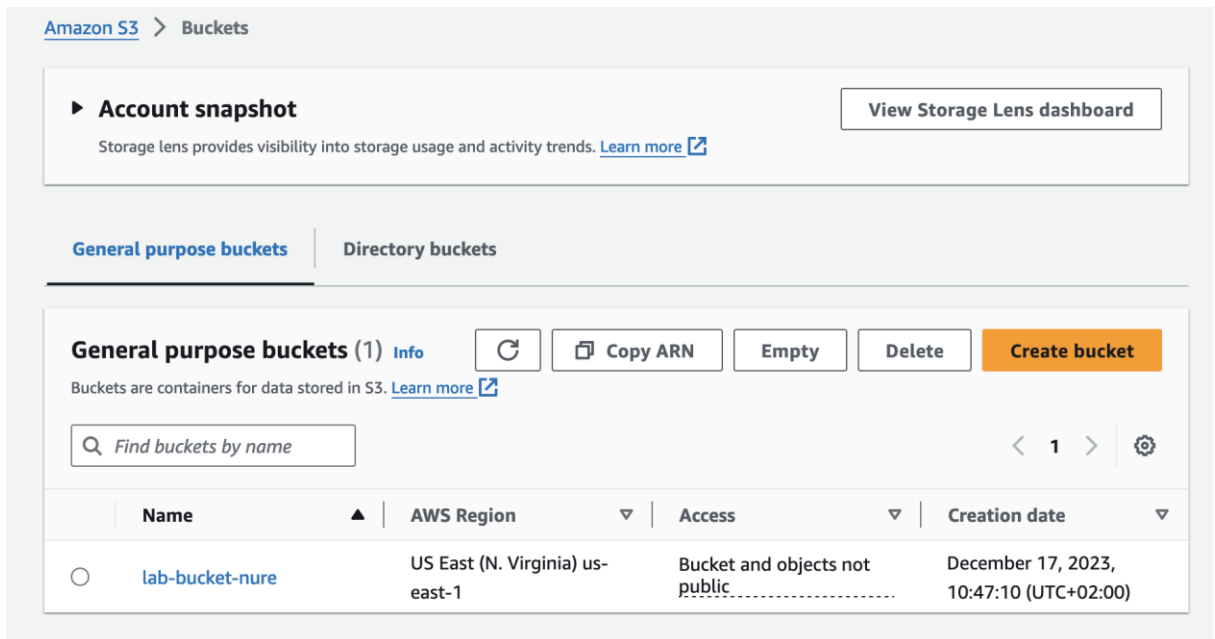 Amazon S3 > Buckets
Account snapshot
View Storage Lens dashboard
Storage lens provides visibility into storage usage and activity trends. Learn more
General purpose buckets
Directory buckets
General purpose buckets (1) Info
Copy ARN
Empty
Delete
Create bucket
Buckets are containers for data stored in S3. Learn more
Find buckets by name
1
Name
AWS Region
Access
Creation date
lab-bucket-nure
US East (N. Virginia) us-
east-1
Bucket and objects not
public
December 17, 2023,
10:47:10 (UTC+02:00)